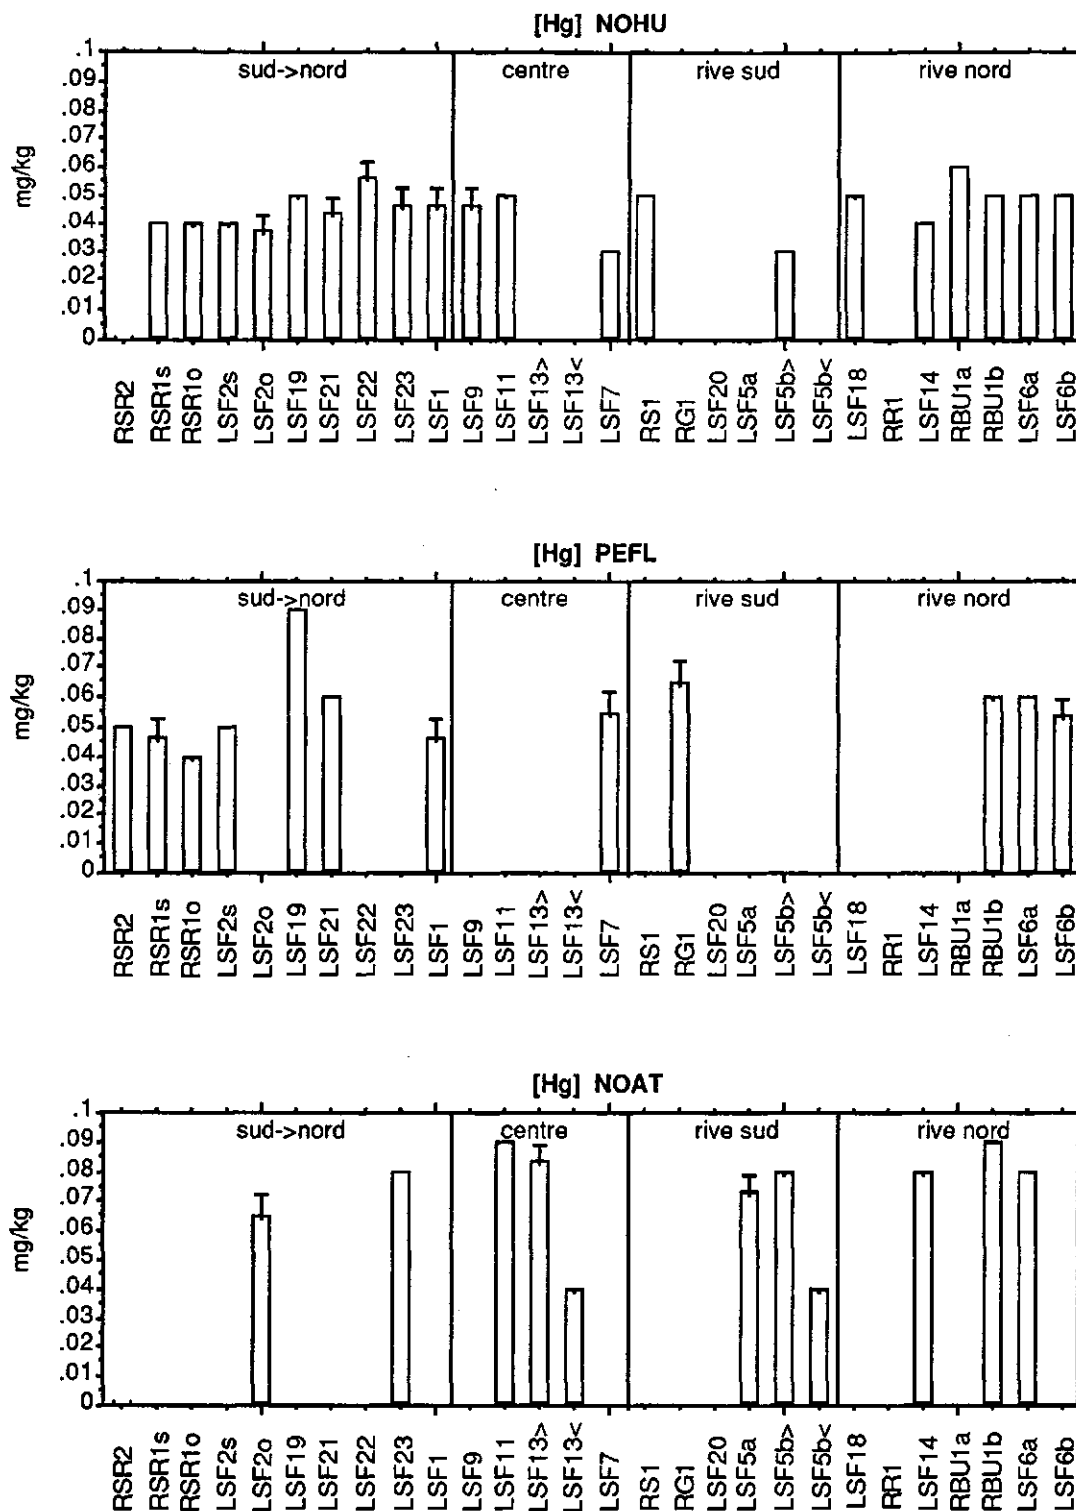 [Hg] NOHU
sud->nord centre rive sud rive nord
mg/kg
.1
.09
.08
.07
.06
.05
.04
.03
.02
.01
0
RSR2 RSR1s RSR1o LSF2s LSF2o LSF19 LSF21 LSF22 LSF23 LSF1 LSF9 LSF11 LSF13> LSF13< LSF7 RS1 RG1 LSF20 LSF5a LSF5b> LSF5b< LSF18 RR1 LSF14 RBU1a RBU1b LSF6a LSF6b
[Hg] PEFL
sud->nord centre rive sud rive nord
mg/kg
.1
.09
.08
.07
.06
.05
.04
.03
.02
.01
0
RSR2 RSR1s RSR1o LSF2s LSF2o LSF19 LSF21 LSF22 LSF23 LSF1 LSF9 LSF11 LSF13> LSF13< LSF7 RS1 RG1 LSF20 LSF5a LSF5b> LSF5b< LSF18 RR1 LSF14 RBU1a RBU1b LSF6a LSF6b
[Hg] NOAT
sud->nord centre rive sud rive nord
mg/kg
.1
.09
.08
.07
.06
.05
.04
.03
.02
.01
0
RSR2 RSR1s RSR1o LSF2s LSF2o LSF19 LSF21 LSF22 LSF23 LSF1 LSF9 LSF11 LSF13> LSF13< LSF7 RS1 RG1 LSF20 LSF5a LSF5b> LSF5b< LSF18 RR1 LSF14 RBU1a RBU1b LSF6a LSF6b